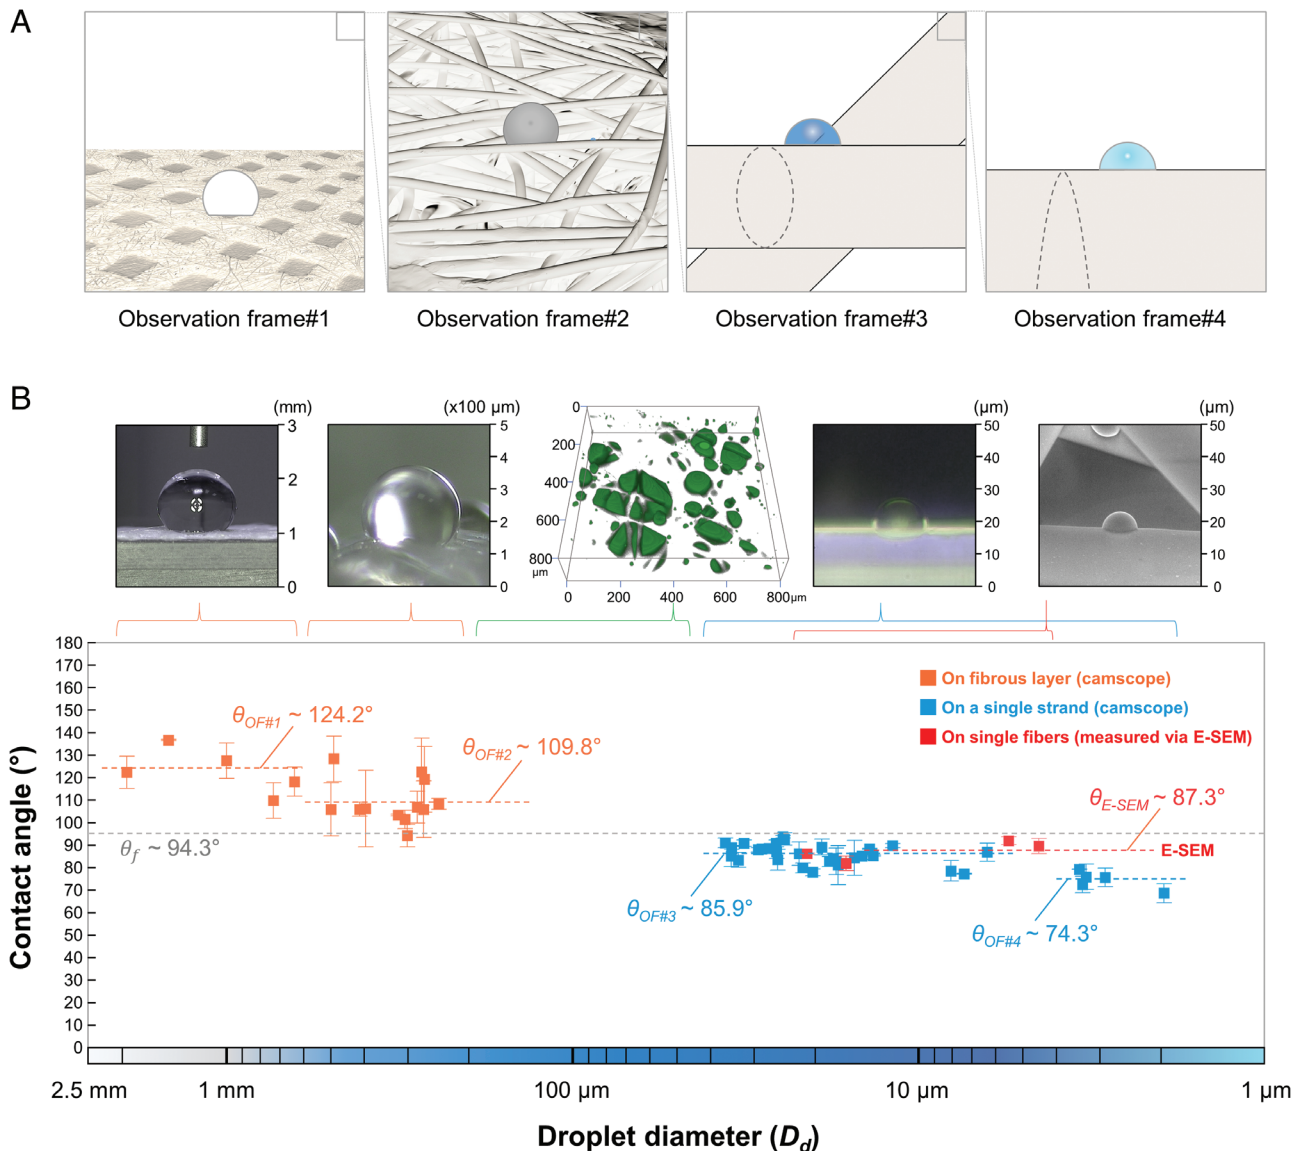 A
Observation frame#1
Observation frame#2
Observation frame#3
Observation frame#4
B
(mm)
3
2
1
0
(x100 µm)
5
4
3
2
1
0
0
200
400
600
800
µm
0
200
400
600
800µm
(µm)
50
40
30
20
10
0
(µm)
50
40
30
20
10
0
180
170
160
150
140
130
120
110
100
90
80
70
60
50
40
30
20
10
0
Contact angle (°)
On fibrous layer (camscope)
On a single strand (camscope)
On single fibers (measured via E-SEM)
θOF#1 ~ 124.2°
θOF#2 ~ 109.8°
θE-SEM ~ 87.3°
θf ~ 94.3°
E-SEM
θOF#3 ~ 85.9°
θOF#4 ~ 74.3°
2.5 mm
1 mm
100 µm
10 µm
1 µm
Droplet diameter (Dd)